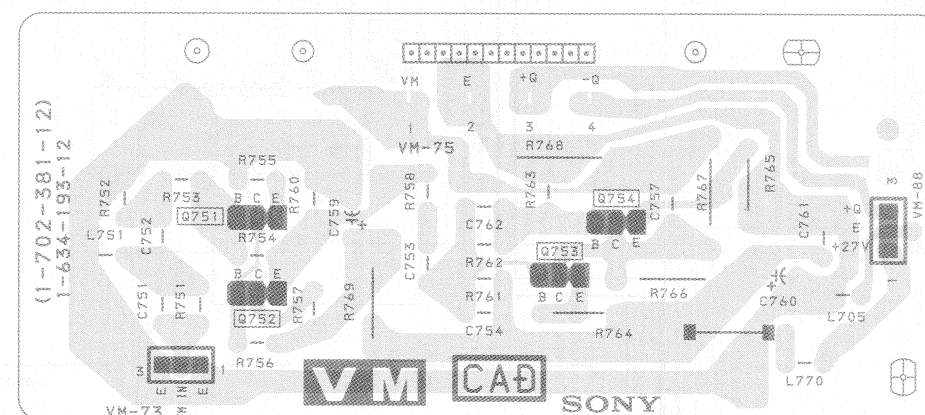 (1-702-381-12)
1-634-193-12
VM E +Q -Q
1 2 3 4
VM-75
R768
R755
R752
R753
B C E
R760
Q751
R754
L751
C752
C759
+
R758
R763
Q754
C757
R767
R765
3
VM-88
+Q
E
+27V
1
C761
C762
B C E
C753
R762
Q753
B C E
C751
R751
B C E
R757
R769
R761
R766
+
C760
Q752
C754
R764
L705
R756
L770
3
1
E
M IN
E
VM-73
VM
CAD
SONY